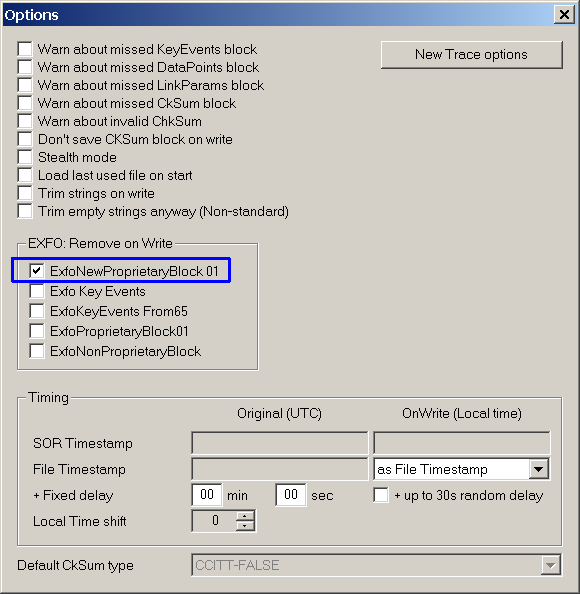 Options
Warn about missed KeyEvents block
New Trace options
Warn about missed DataPoints block
Warn about missed LinkParams block
Warn about missed CkSum block
Warn about invalid ChkSum
Don't save CKSum block on write
Stealth mode
Load last used file on start
Trim strings on write
Trim empty strings anyway (Non-standard)
EXFO: Remove on Write
ExfoNewProprietaryBlock 01
Exfo Key Events
ExfoKeyEvents From65
ExfoProprietaryBlock01
ExfoNonProprietaryBlock
Timing
Original (UTC) OnWrite (Local time)
SOR Timestamp
File Timestamp as File Timestamp
+ Fixed delay 00 min 00 sec + up to 30s random delay
Local Time shift 0
Default CkSum type CCITT-FALSE